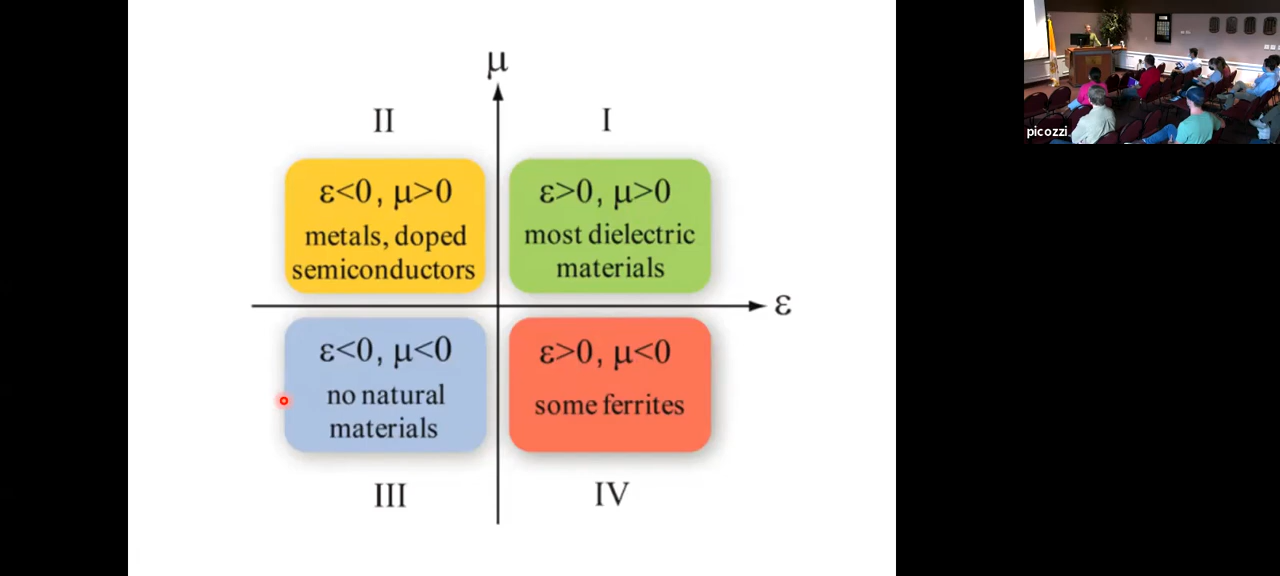 μ
II
I
ε<0, μ>0
metals, doped
semiconductors
ε>0, μ>0
most dielectric
materials
ε
ε<0, μ<0
no natural
materials
ε>0, μ<0
some ferrites
III
IV
picozzi